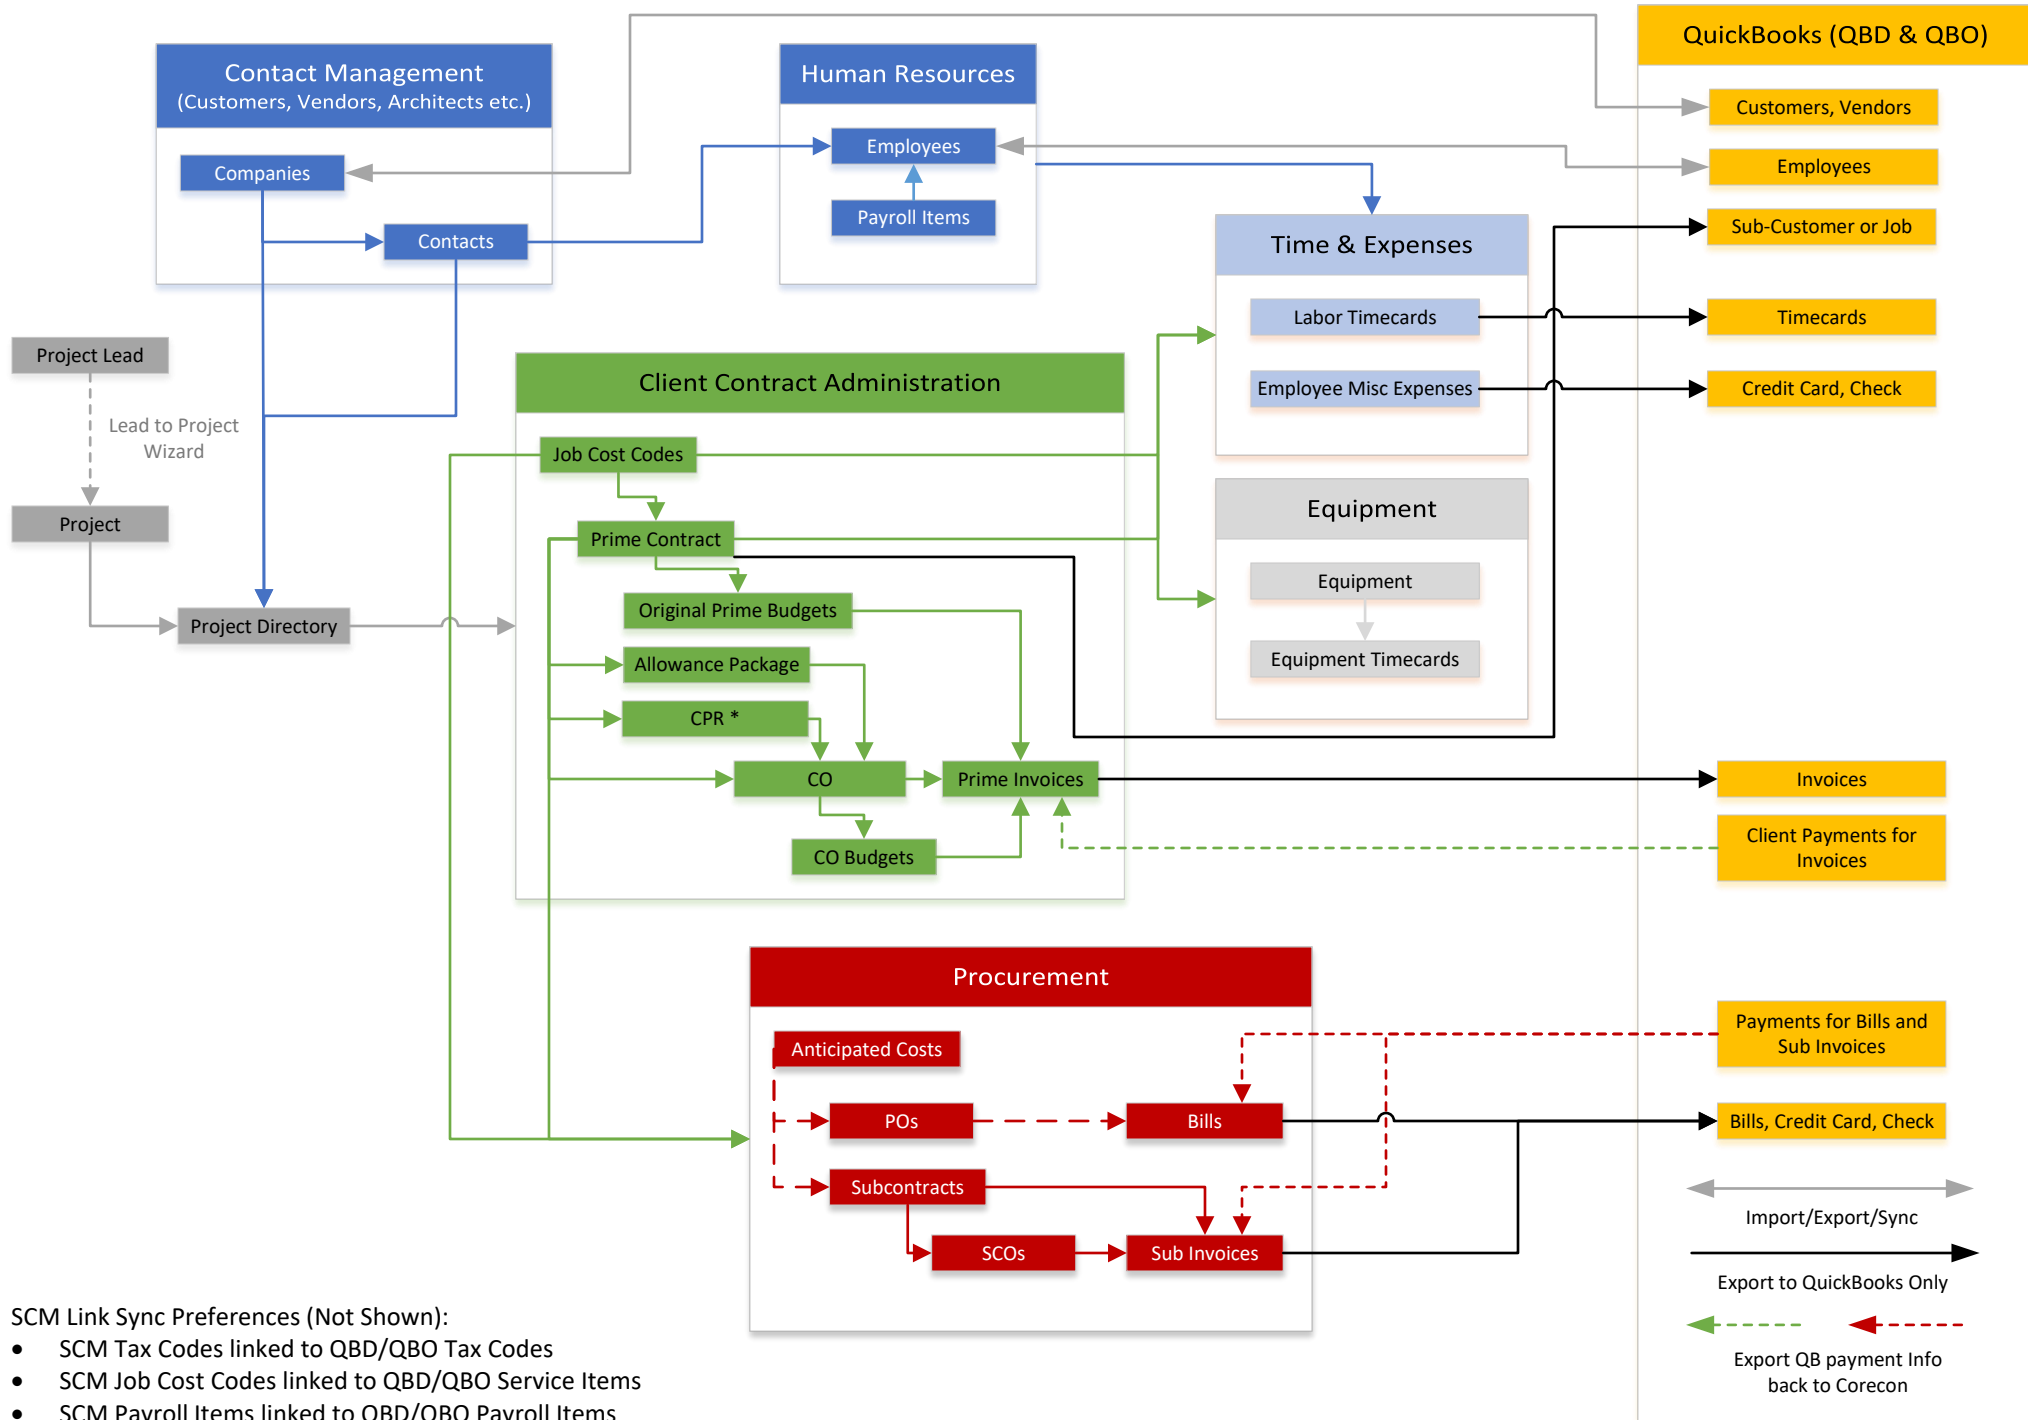 QuickBooks (QBD & QBO)
Contact Management
(Customers, Vendors, Architects etc.)
Human Resources
Customers, Vendors
Employees
Employees
Companies
Payroll Items
Contacts
Sub-Customer or Job
Time & Expenses
Labor Timecards
Timecards
Project Lead
Client Contract Administration
Employee Misc Expenses
Credit Card, Check
Lead to Project
Wizard
Job Cost Codes
Equipment
Project
Prime Contract
Equipment
Original Prime Budgets
Project Directory
Allowance Package
Equipment Timecards
CPR *
CO
Prime Invoices
Invoices
Client Payments for
Invoices
CO Budgets
Procurement
Payments for Bills and
Sub Invoices
Anticipated Costs
POs
Bills
Bills, Credit Card, Check
Subcontracts
Import/Export/Sync
SCOs
Sub Invoices
Export to QuickBooks Only
SCM Link Sync Preferences (Not Shown):
• SCM Tax Codes linked to QBD/QBO Tax Codes
• SCM Job Cost Codes linked to QBD/QBO Service Items
• SCM Payroll Items linked to QBD/QBO Payroll Items
Export QB payment Info
back to Corecon